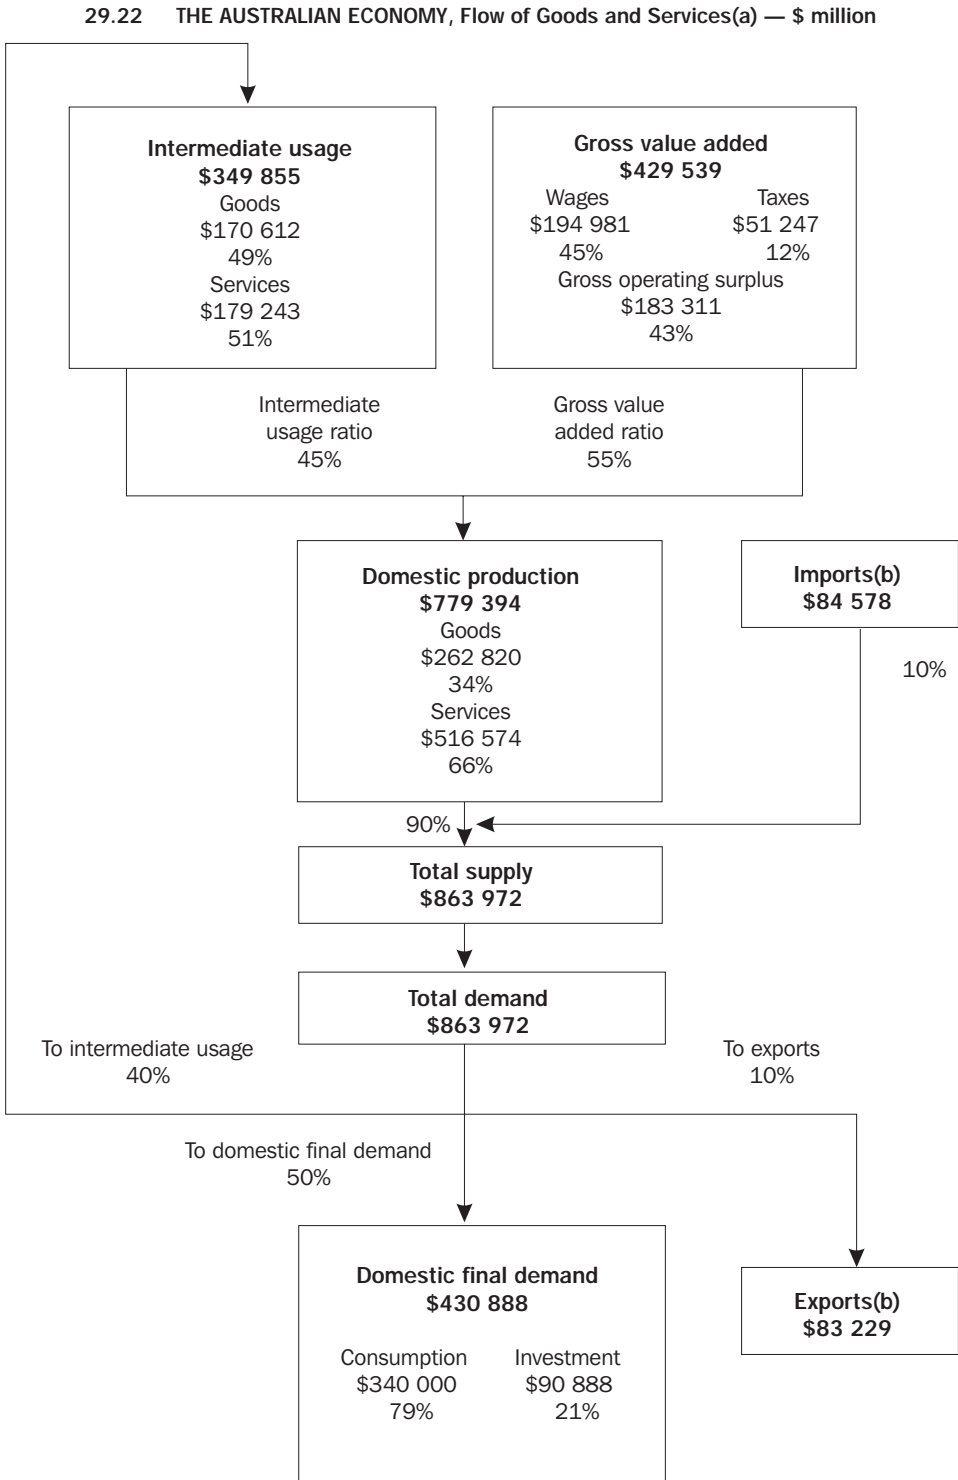 29.22 THE AUSTRALIAN ECONOMY, Flow of Goods and Services(a) — $ million
Intermediate usage
$349 855
Goods
$170 612
49%
Services
$179 243
51%
Gross value added
$429 539
Wages Taxes
$194 981 $51 247
45% 12%
Gross operating surplus
$183 311
43%
Intermediate
usage ratio
45%
Gross value
added ratio
55%
Domestic production
$779 394
Goods
$262 820
34%
Services
$516 574
66%
Imports(b)
$84 578
10%
90%
Total supply
$863 972
Total demand
$863 972
To intermediate usage
40%
To exports
10%
To domestic final demand
50%
Domestic final demand
$430 888
Consumption Investment
$340 000 $90 888
79% 21%
Exports(b)
$83 229